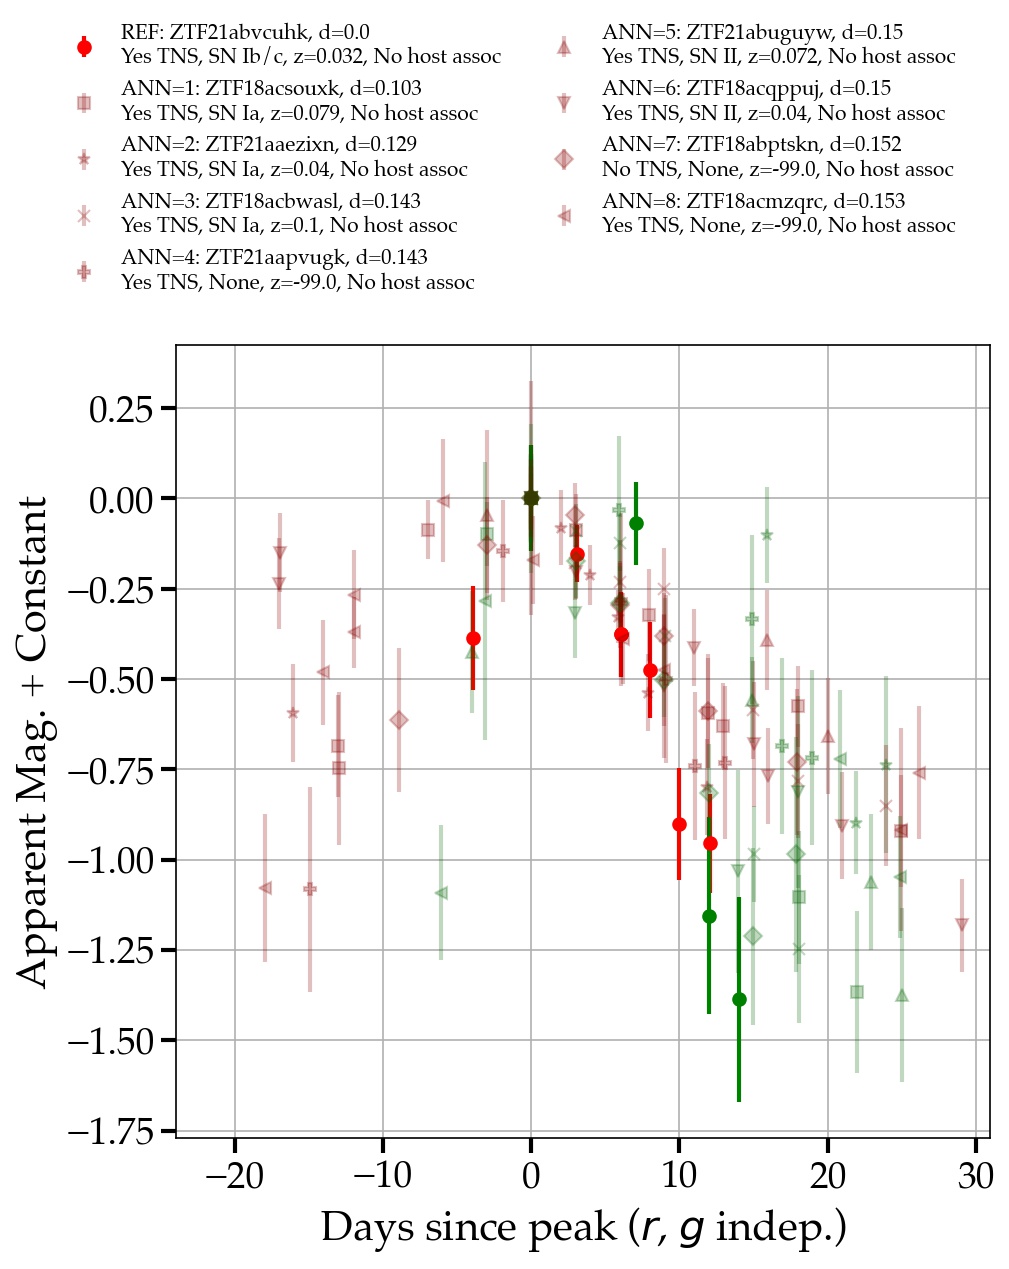 REF: ZTF21abvcuhk, d=0.0
Yes TNS, SN Ib/c, z=0.032, No host assoc
ANN=1: ZTF18acsouxk, d=0.103
Yes TNS, SN Ia, z=0.079, No host assoc
ANN=2: ZTF21aaezixn, d=0.129
Yes TNS, SN Ia, z=0.04, No host assoc
ANN=3: ZTF18acbwasl, d=0.143
Yes TNS, SN Ia, z=0.1, No host assoc
ANN=4: ZTF21aapvugk, d=0.143
Yes TNS, None, z=-99.0, No host assoc
ANN=5: ZTF21abuguyw, d=0.15
Yes TNS, SN II, z=0.072, No host assoc
ANN=6: ZTF18acqppuj, d=0.15
Yes TNS, SN II, z=0.04, No host assoc
ANN=7: ZTF18abptskn, d=0.152
No TNS, None, z=-99.0, No host assoc
ANN=8: ZTF18acmzqrc, d=0.153
Yes TNS, None, z=-99.0, No host assoc
Apparent Mag. + Constant
0.25
0.00
−0.25
−0.50
−0.75
−1.00
−1.25
−1.50
−1.75
−20
−10
0
10
20
30
Days since peak (r, g indep.)